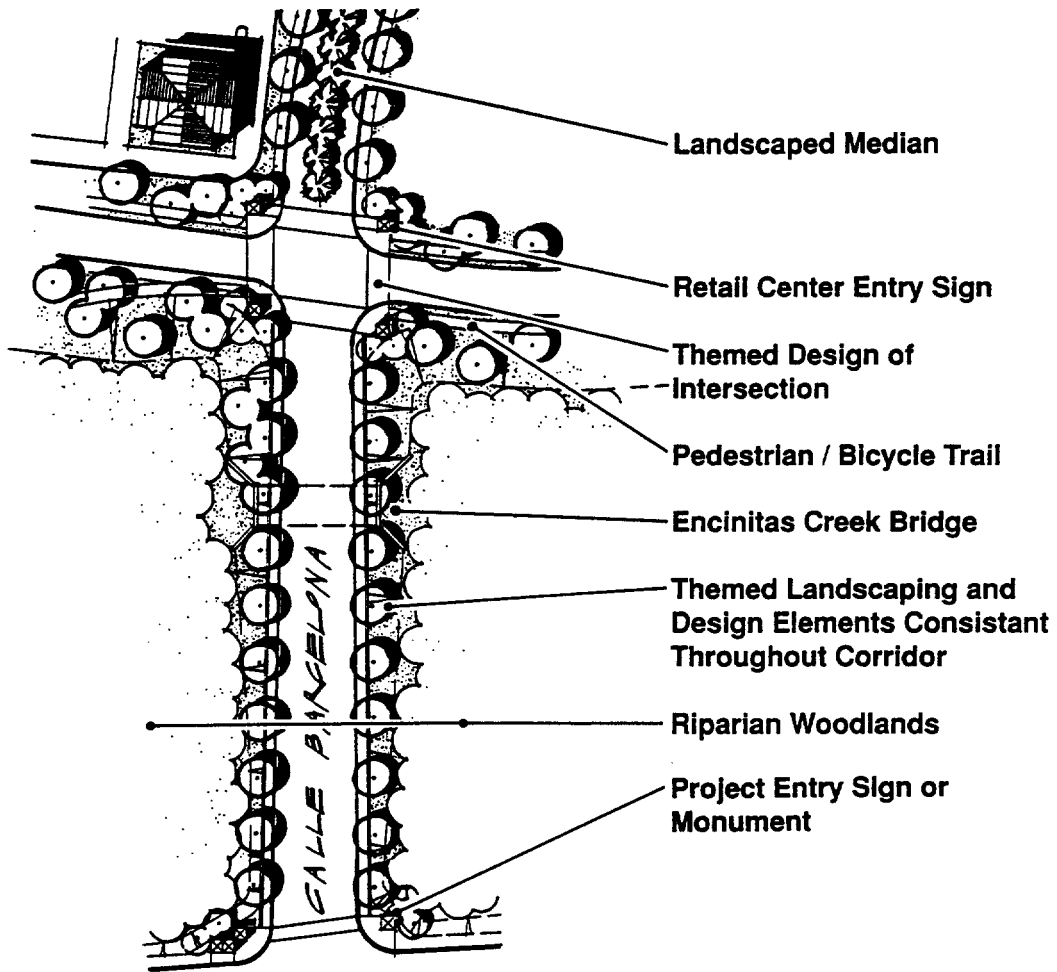 Landscaped Median
Retail Center Entry Sign
Themed Design of
Intersection
Pedestrian / Bicycle Trail
Encinitas Creek Bridge
Themed Landscaping and
Design Elements Consistant
Throughout Corridor
Riparian Woodlands
Project Entry Sign or
Monument
CALLE BARCELONA